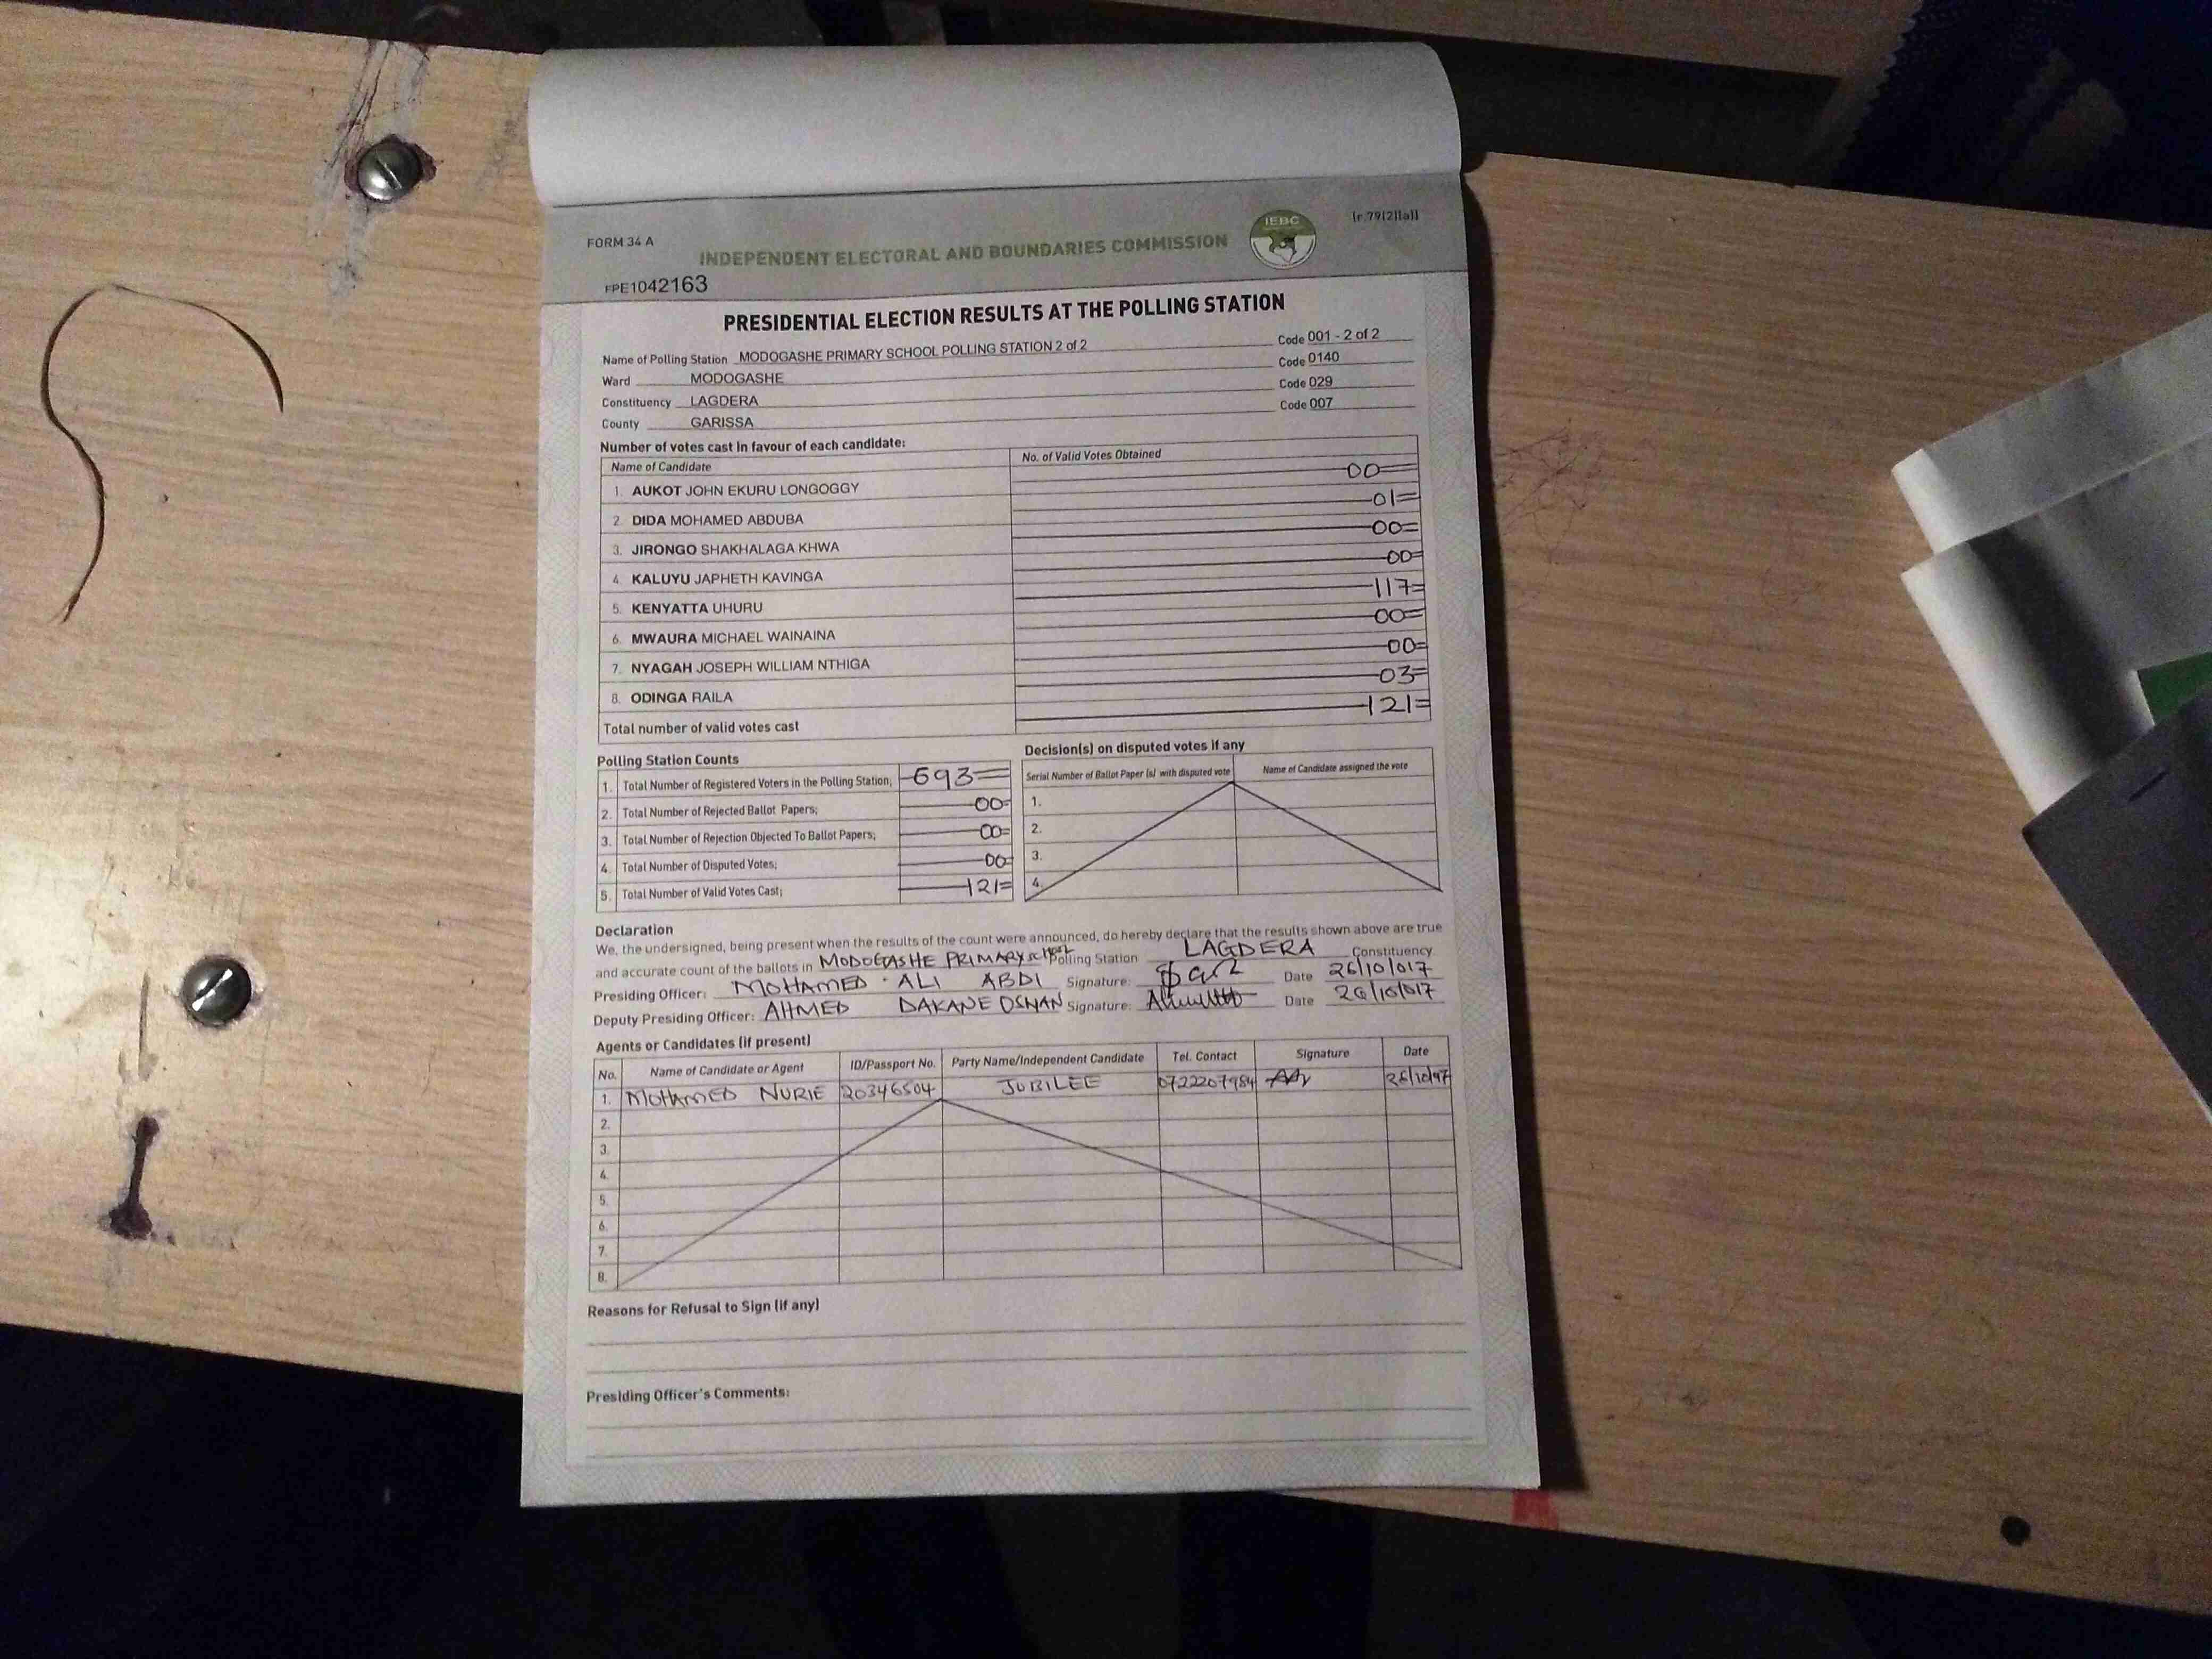 FORM 34 A
[r.79(2)(a)]
IEBC
INDEPENDENT ELECTORAL AND BOUNDARIES COMMISSION
FPE1042163
PRESIDENTIAL ELECTION RESULTS AT THE POLLING STATION
Name of Polling Station MODOGASHE PRIMARY SCHOOL POLLING STATION 2 of 2 Code 001 - 2 of 2
Ward MODOGASHE Code 0140
Constituency LAGDERA Code 029
County GARISSA Code 007
Number of votes cast in favour of each candidate:
Name of Candidate No. of Valid Votes Obtained
1. AUKOT JOHN EKURU LONGOGGY 00=
2. DIDA MOHAMED ABDUBA 01=
3. JIRONGO SHAKHALAGA KHWA 00=
4. KALUYU JAPHETH KAVINGA 00=
5. KENYATTA UHURU 117=
6. MWAURA MICHAEL WAINAINA 00=
7. NYAGAH JOSEPH WILLIAM NTHIGA 00=
8. ODINGA RAILA 03=
Total number of valid votes cast 121=
Polling Station Counts
1. Total Number of Registered Voters in the Polling Station; 693=
2. Total Number of Rejected Ballot Papers; 00=
3. Total Number of Rejection Objected To Ballot Papers; 00=
4. Total Number of Disputed Votes; 00=
5. Total Number of Valid Votes Cast; 121=
Decision(s) on disputed votes if any
Serial Number of Ballot Paper (s) with disputed vote Name of Candidate assigned the vote
1.
2.
3.
4.
Declaration
We, the undersigned, being present when the results of the count were announced, do hereby declare that the results shown above are true
and accurate count of the ballots in MODOGASHE PRIMARY Polling Station LAGDERA Constituency
Presiding Officer: MOHAMED ALI ABDI Signature: Date 26/10/017
Deputy Presiding Officer: AHMED DAKANE OSMAN Signature: Date 26/10/017
Agents or Candidates (if present)
No. Name of Candidate or Agent ID/Passport No. Party Name/Independent Candidate Tel. Contact Signature Date
1. MOHAMED NURIE 20346504 JUBILEE 0722207984
2.
3.
4.
5.
6.
7.
8.
Reasons for Refusal to Sign (if any)
Presiding Officer's Comments: